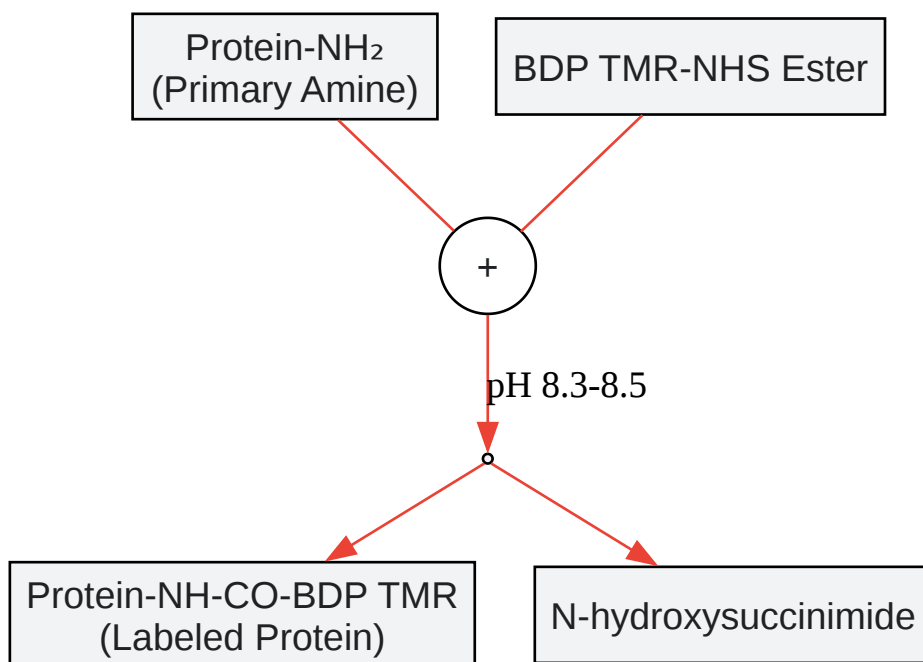 Protein-NH₂
(Primary Amine)
BDP TMR-NHS Ester
+
pH 8.3-8.5
Protein-NH-CO-BDP TMR
(Labeled Protein)
N-hydroxysuccinimide